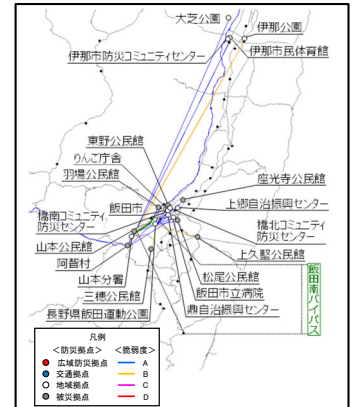 大芝公園
伊那公園
伊那市防災コミュニティセンター
伊那市民体育館
東野公民館
りんご庁舎
羽場公民館
座光寺公民館
飯田市
上郷自治振興センター
橋南コミュニティ
防災センター
橋北コミュニティ
防災センター
山本公民館
上久堅公民館
阿智村
山本分署
松尾公民館
三穂公民館
飯田市立病院
長野県飯田運動公園
鼎自治振興センター
飯田南バイパス
凡例
<防災拠点> <脆弱度>
広域防災拠点 A
交通拠点 B
地域拠点 C
被災拠点 D